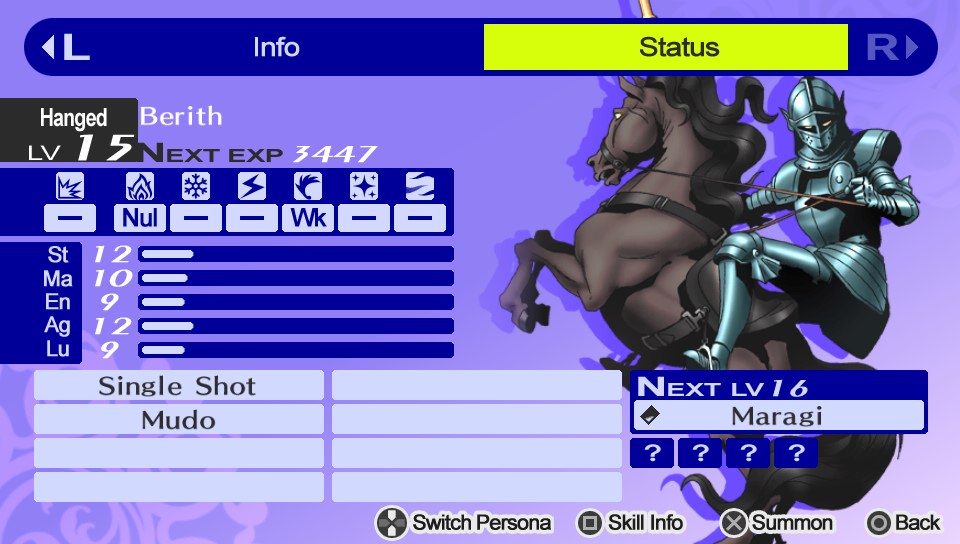 L Info Status R
Hanged Berith
LV 15 NEXT EXP 3447
— Nul — — Wk — —
St 12
Ma 10
En 9
Ag 12
Lu 9
Single Shot
Mudo
NEXT LV 16
Maragi
? ? ? ?
Switch Persona Skill Info Summon Back